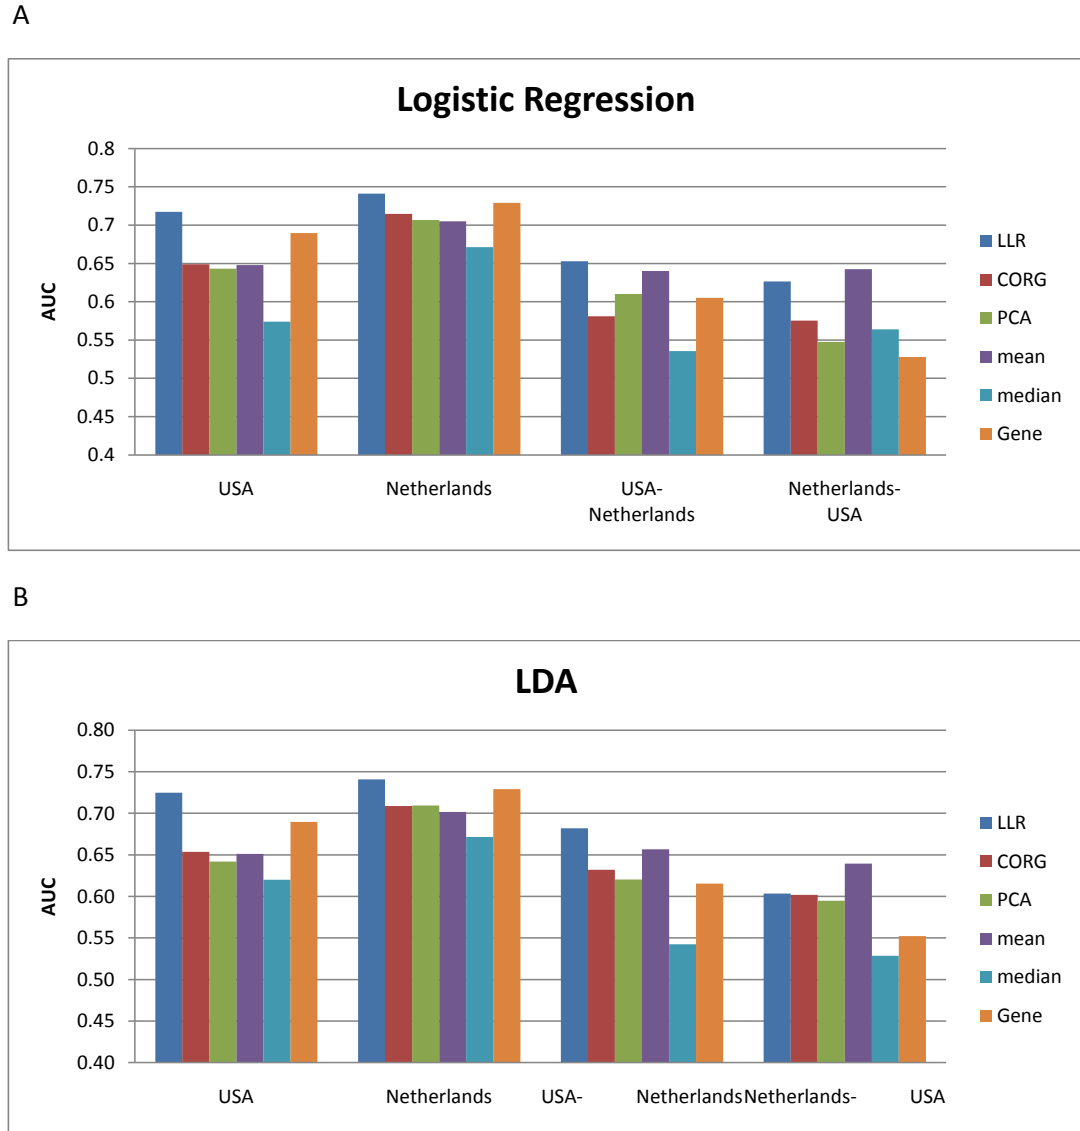 A
Logistic Regression
0.8
0.75
0.7
0.65
0.6
0.55
0.5
0.45
0.4
AUC
USA
Netherlands
USA-
Netherlands
Netherlands-
USA
LLR
CORG
PCA
mean
median
Gene
B
LDA
0.80
0.75
0.70
0.65
0.60
0.55
0.50
0.45
0.40
AUC
USA Netherlands USA- Netherlands Netherlands- USA
LLR
CORG
PCA
mean
median
Gene